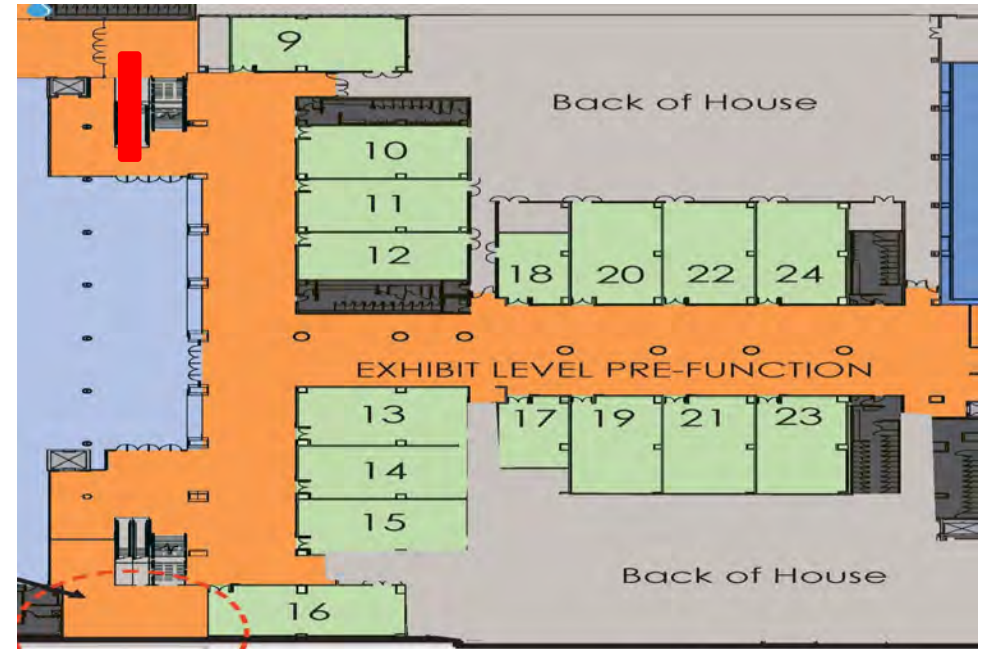 9
Back of House
10
11
12
18 20 22 24
EXHIBIT LEVEL PRE-FUNCTION
13
17 19 21 23
14
15
Back of House
16